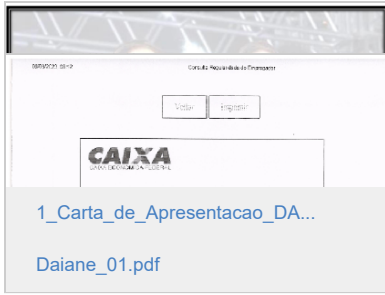 Consulta Regularidade do Empregador
Voltar Imprimir
CAIXA
CAIXA ECONÔMICA FEDERAL
1_Carta_de_Apresentacao_DA...
Daiane_01.pdf